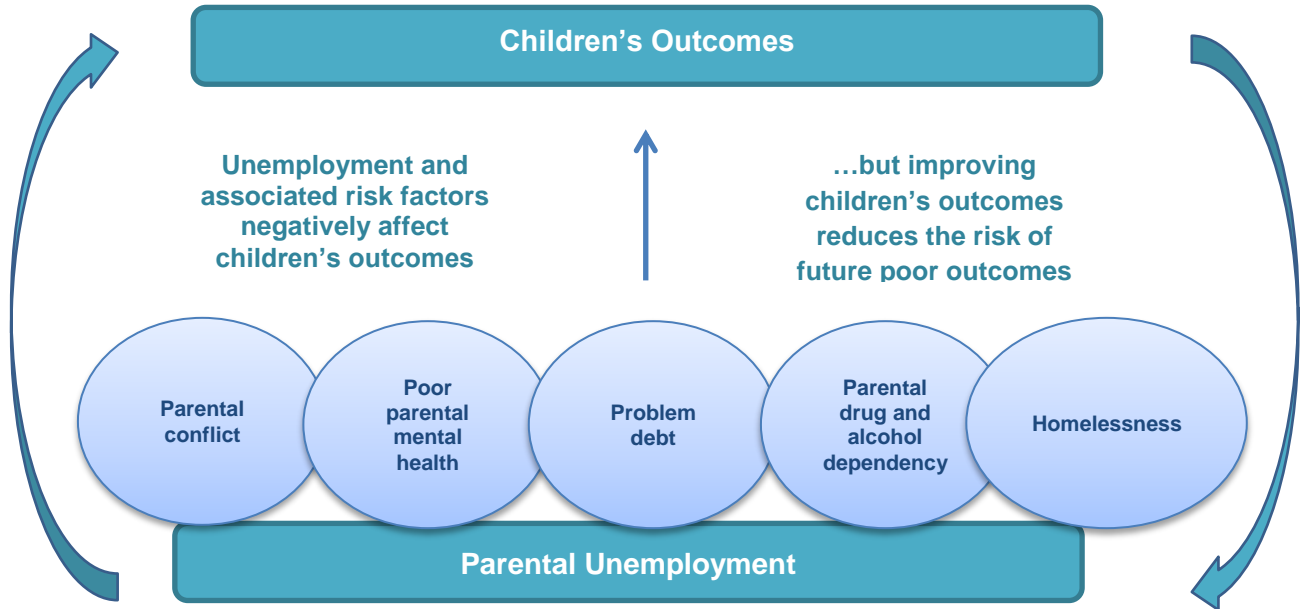 Children’s Outcomes
Unemployment and
associated risk factors
negatively affect
children’s outcomes
…but improving
children’s outcomes
reduces the risk of
future poor outcomes
Parental
conflict
Poor
parental
mental
health
Problem
debt
Parental
drug and
alcohol
dependency
Homelessness
Parental Unemployment